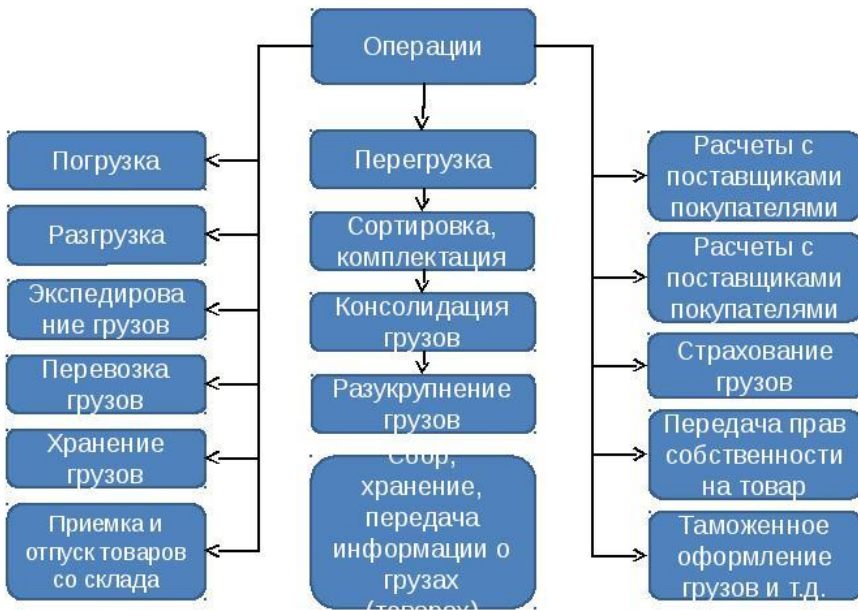 Операции
Погрузка
Разгрузка
Экспедирова
ние грузов
Перевозка
грузов
Хранение
грузов
Приемка и
отпуск товаров
со склада
Перегрузка
Сортировка,
комплектация
Консолидация
грузов
Разукрупнение
грузов
Сбор,
хранение,
передача
информации о
грузах
(товарах)
Расчеты с
поставщиками
покупателями
Расчеты с
поставщиками
покупателями
Страхование
грузов
Передача прав
собственности
на товар
Таможенное
оформление
грузов и т.д.